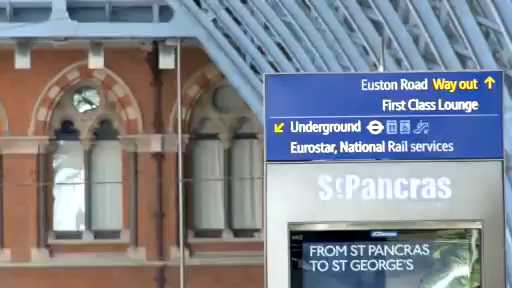 Euston Road Way out
First Class Lounge
Underground
Eurostar, National Rail services
St Pancras
FROM ST PANCRAS
TO ST GEORGE'S